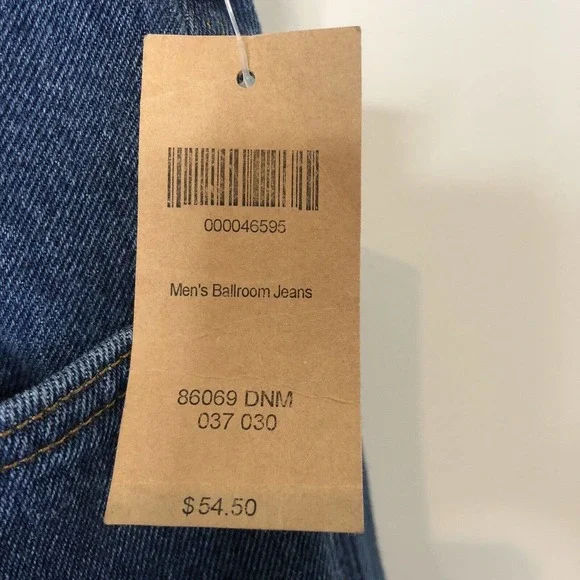 000046595
Men's Ballroom Jeans
86069 DNM
037 030
$54.50